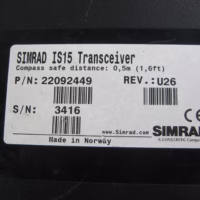 SIMRAD IS15 Transceiver
Compass safe distance: 0,5m (1,6ft)
P/N: 22092449 REV.: U26
S/N: 3416
www.Simrad.com
Made in Norway
SIMRAD